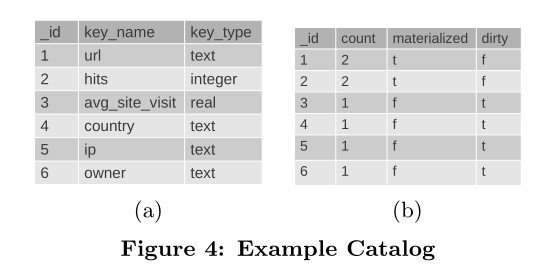 _id key_name key_type
1 url text
2 hits integer
3 avg_site_visit real
4 country text
5 ip text
6 owner text
(a)
_id count materialized dirty
1 2 t f
2 2 t f
3 1 f t
4 1 f t
5 1 f t
6 1 f t
(b)
Figure 4: Example Catalog